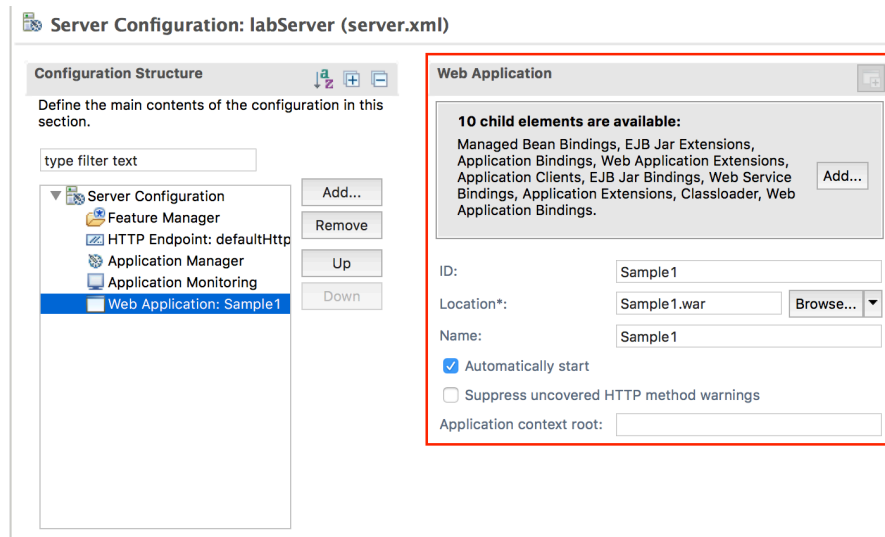 Server Configuration: labServer (server.xml)
Configuration Structure
Define the main contents of the configuration in this
section.
type filter text
Server Configuration
Feature Manager
HTTP Endpoint: defaultHttp
Application Manager
Application Monitoring
Web Application: Sample1
Add...
Remove
Up
Down
Web Application
10 child elements are available:
Managed Bean Bindings, EJB Jar Extensions,
Application Bindings, Web Application Extensions,
Application Clients, EJB Jar Bindings, Web Service
Bindings, Application Extensions, Classloader, Web
Application Bindings.
Add...
ID:
Sample1
Location*:
Sample1.war
Browse...
Name:
Sample1
Automatically start
Suppress uncovered HTTP method warnings
Application context root: